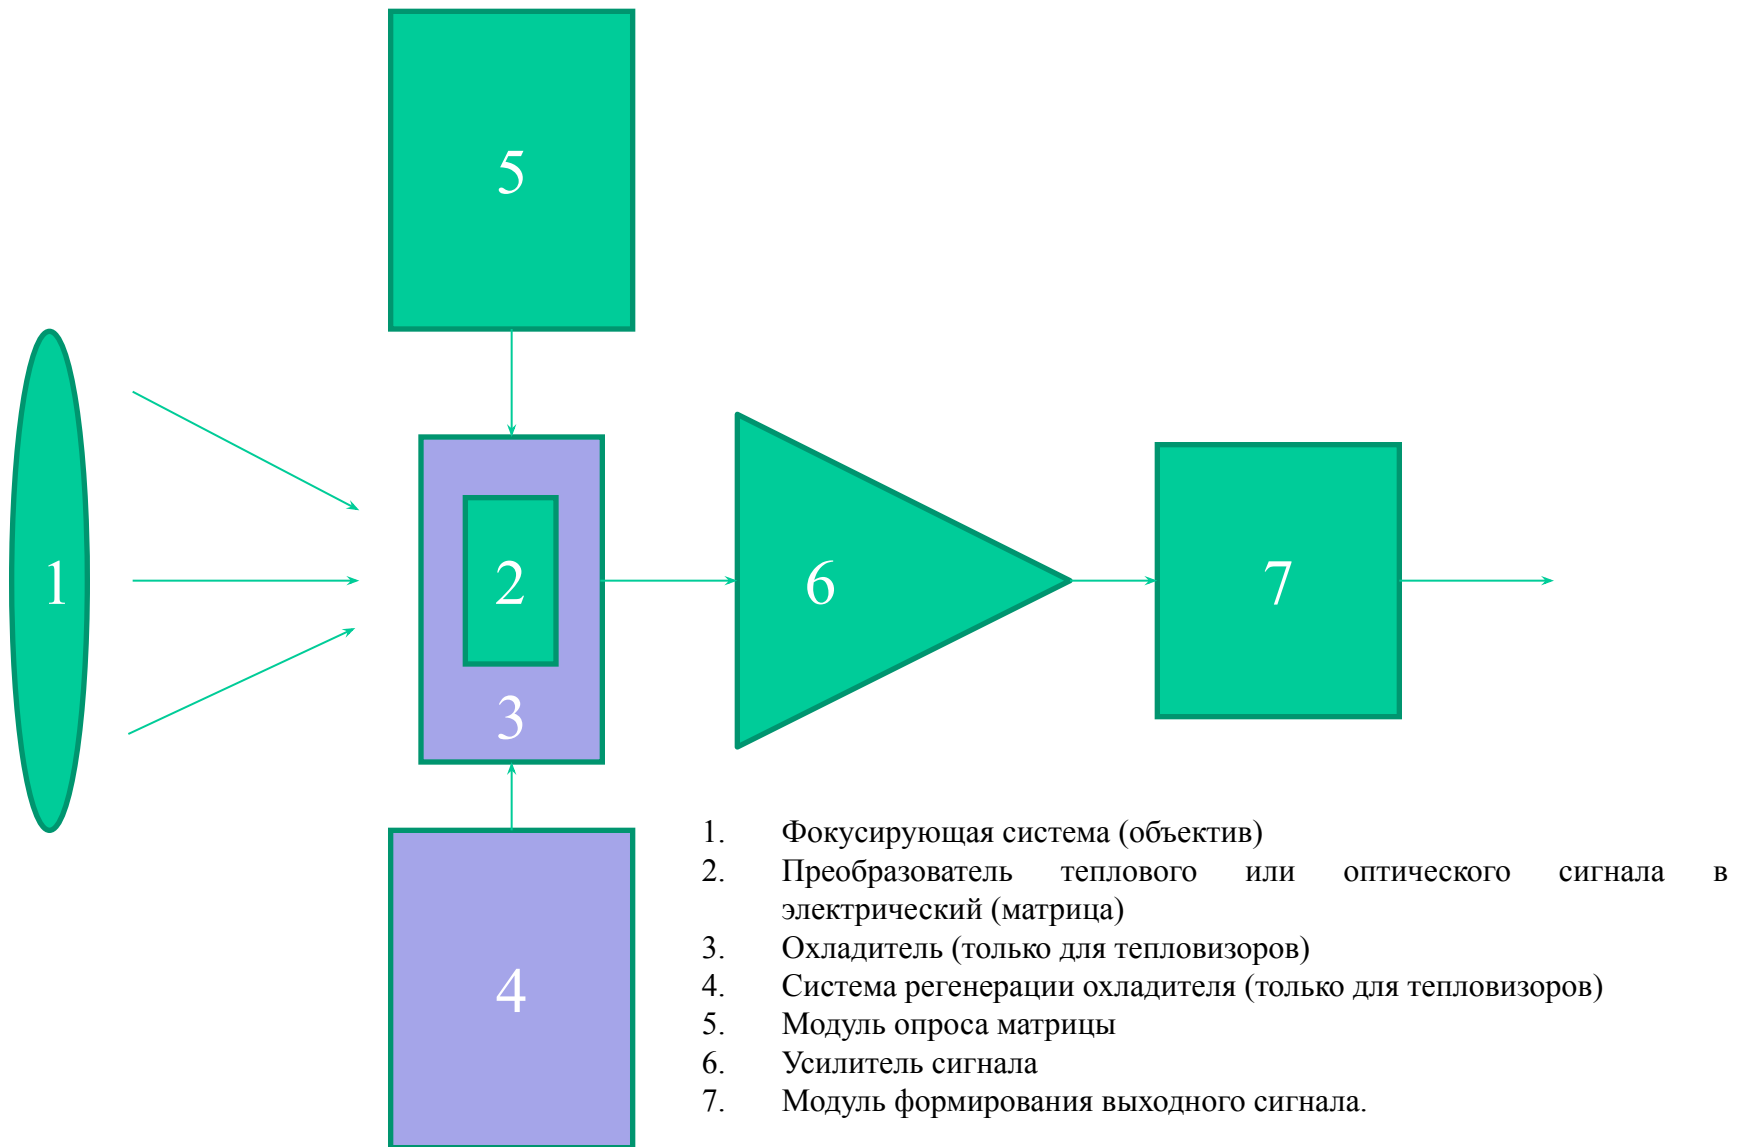 5
1
2
6
7
3
4
1. Фокусирующая система (объектив)
2. Преобразователь теплового или оптического сигнала в
электрический (матрица)
3. Охладитель (только для тепловизоров)
4. Система регенерации охладителя (только для тепловизоров)
5. Модуль опроса матрицы
6. Усилитель сигнала
7. Модуль формирования выходного сигнала.